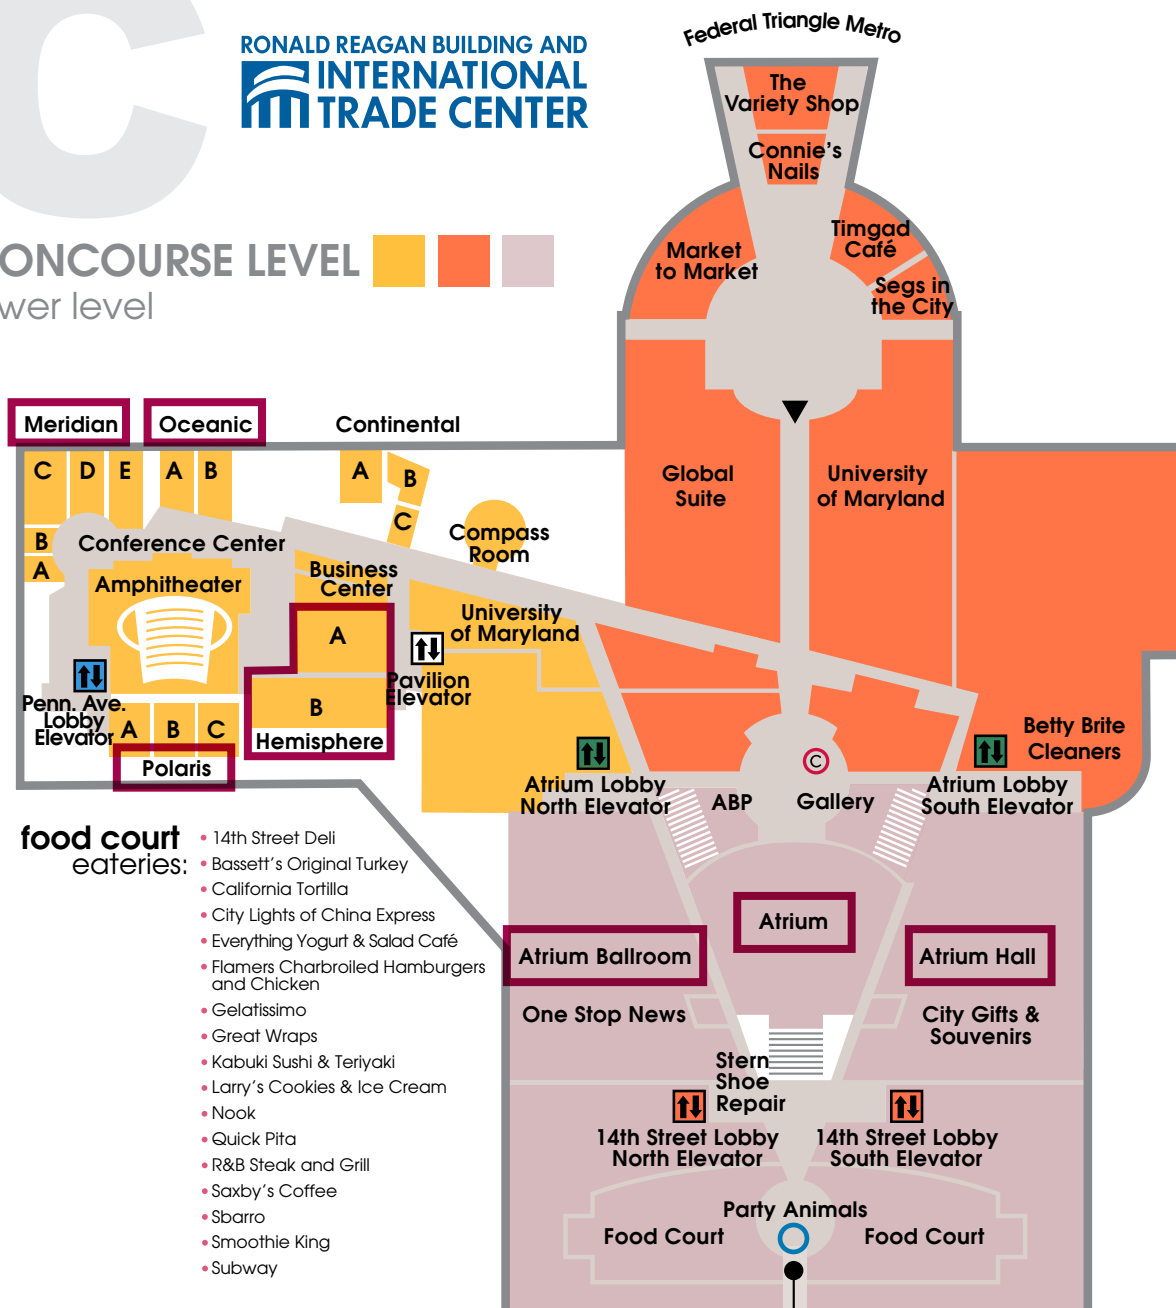 C
RONALD REAGAN BUILDING AND
INTERNATIONAL
TRADE CENTER
ONCOURSE LEVEL
wer level
Federal Triangle Metro
The
Variety Shop
Connie's
Nails
Market
to Market
Timgad
Café
Segs in
the City
Meridian
Oceanic
Continental
C
D
E
A
B
A
B
C
B
A
Global
Suite
University
of Maryland
Conference Center
Compass
Room
Amphitheater
Business
Center
University
of Maryland
A
B
Hemisphere
Pavilion
Elevator
Penn. Ave.
Lobby
Elevator
A
B
C
Polaris
Betty Brite
Cleaners
C
Atrium Lobby
North Elevator
ABP
Gallery
Atrium Lobby
South Elevator
food court
eateries:
• 14th Street Deli
• Bassett's Original Turkey
• California Tortilla
• City Lights of China Express
• Everything Yogurt & Salad Café
• Flamers Charbroiled Hamburgers
and Chicken
• Gelatissimo
• Great Wraps
• Kabuki Sushi & Teriyaki
• Larry's Cookies & Ice Cream
• Nook
• Quick Pita
• R&B Steak and Grill
• Saxby's Coffee
• Sbarro
• Smoothie King
• Subway
Atrium
Atrium Ballroom
Atrium Hall
One Stop News
City Gifts &
Souvenirs
Stern
Shoe
Repair
14th Street Lobby
North Elevator
14th Street Lobby
South Elevator
Party Animals
Food Court
Food Court